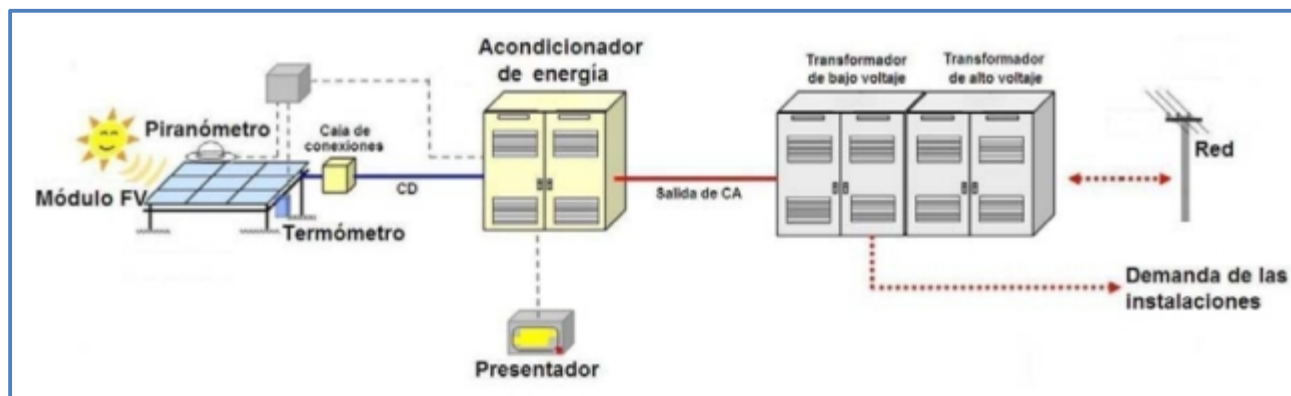 Acondicionador
de energía
Transformador
de bajo voltaje
Transformador
de alto voltaje
Piranómetro
Caia de
conexiones
Red
Módulo FV
CD
Salida de CA
Termómetro
Demanda de las
instalaciones
Presentador